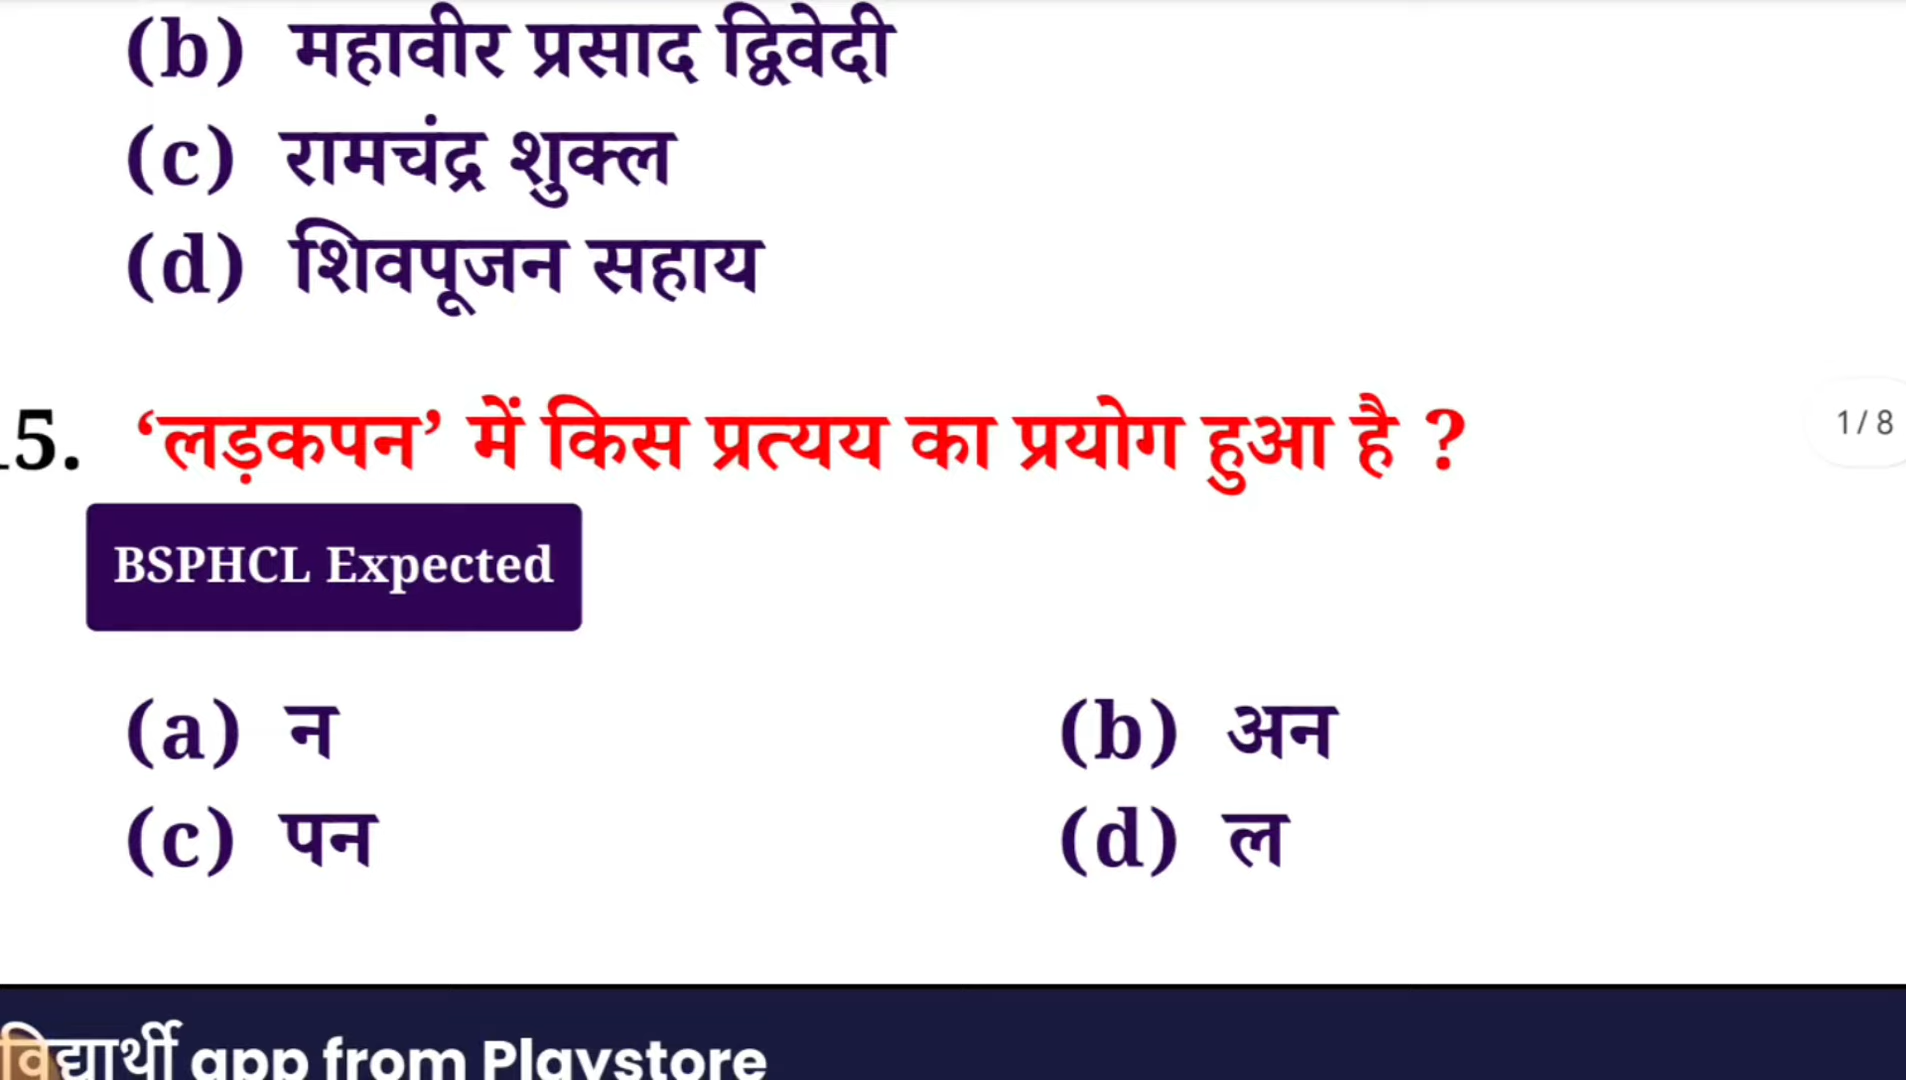 (b) महावीर प्रसाद द्विवेदी
(c) रामचंद्र शुक्ल
(d) शिवपूजन सहाय
5. ‘लड़कपन’ में किस प्रत्यय का प्रयोग हुआ है ?
1/8
BSPHCL Expected
(a) न (b) अन
(c) पन (d) ल
विद्यार्थी app from Playstore